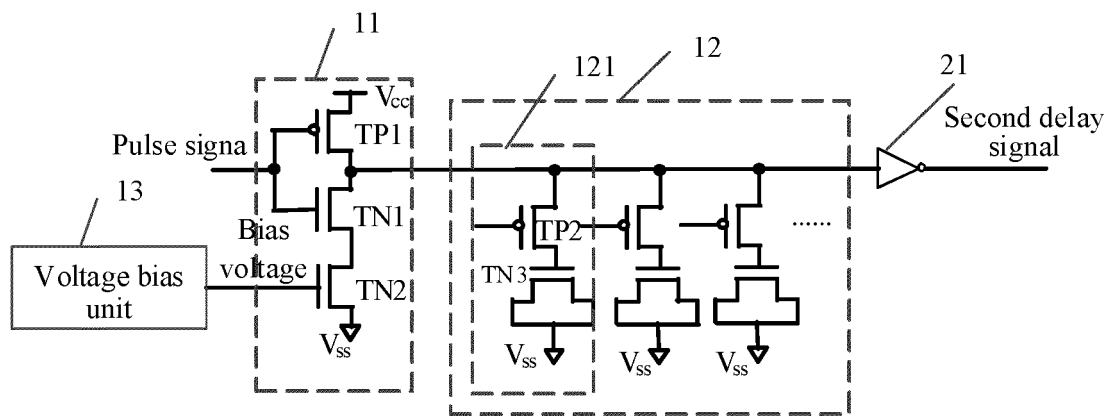 11
121
12
21
Vcc
TP1
Pulse signa
Second delay
signal
13
TN1
Bias
TP2
......
Voltage bias
unit
voltage
TN2
TN3
Vss
Vss
Vss
Vss